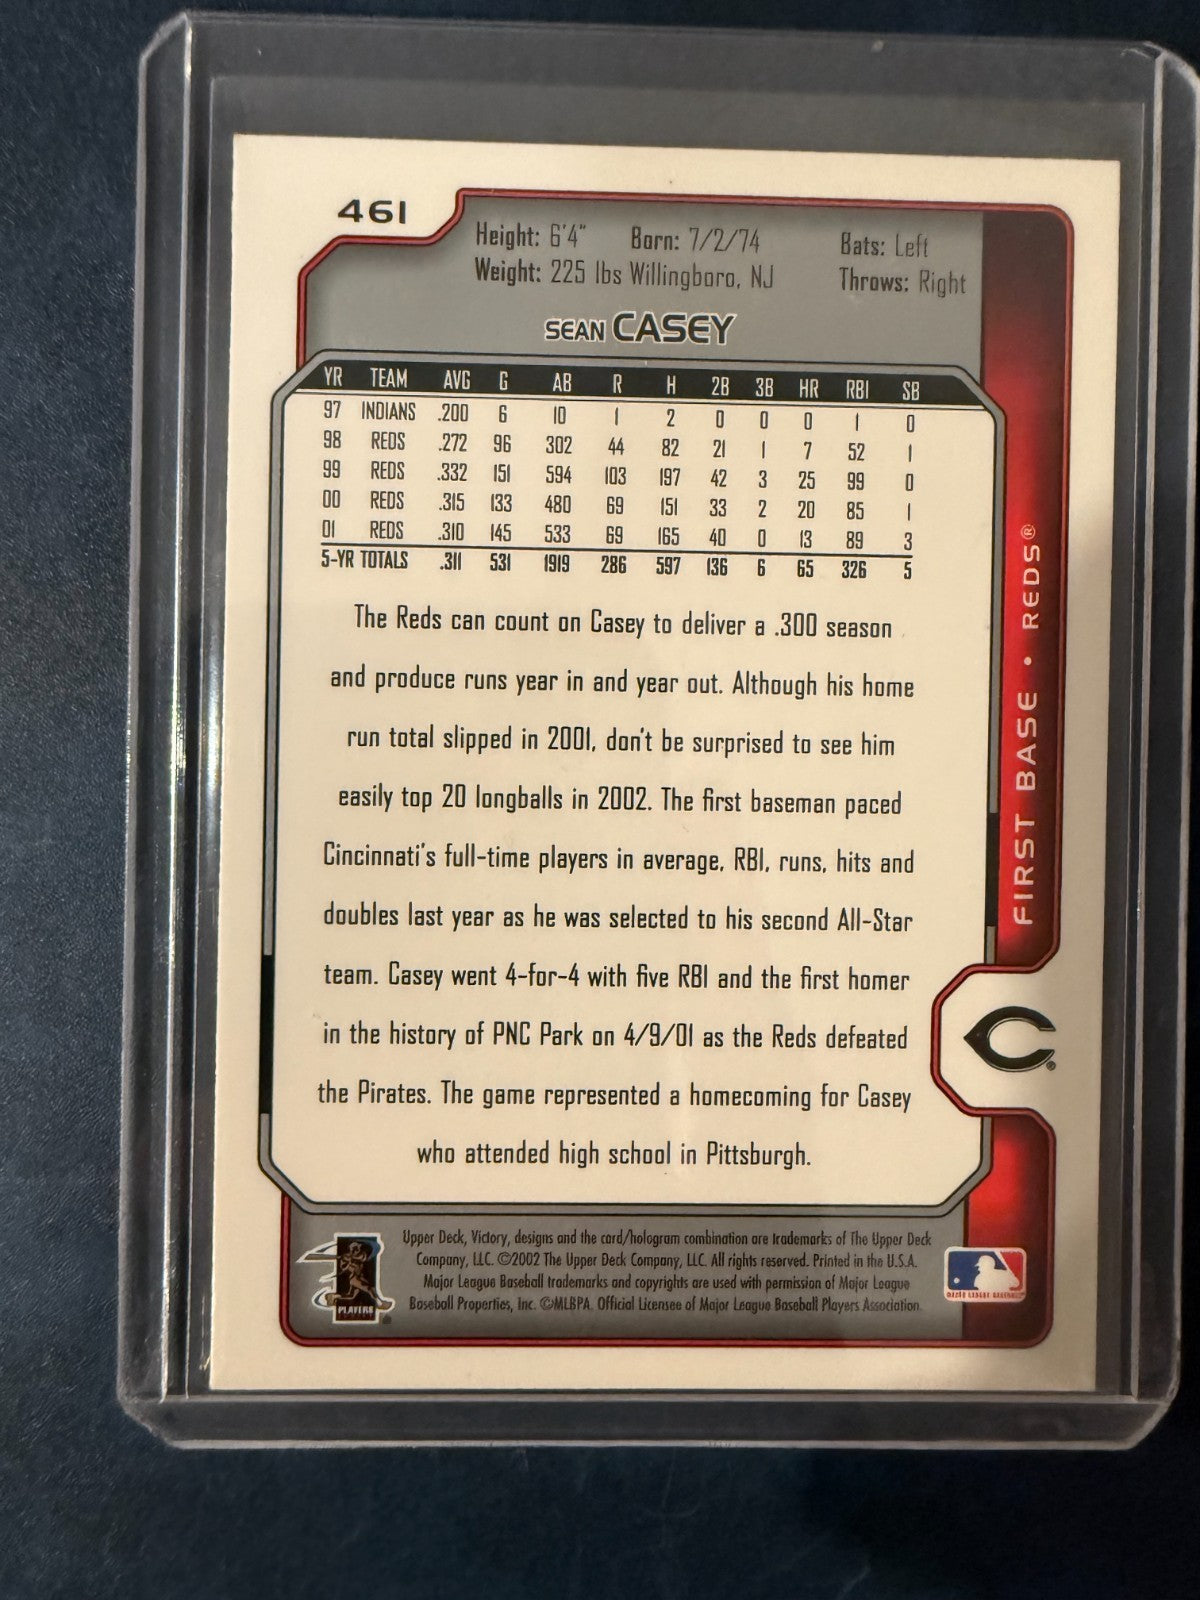 461
Height: 6'4" Born: 7/2/74 Bats: Left
Weight: 225 lbs Willingboro, NJ Throws: Right
SEAN CASEY
YR TEAM AVG G AB R H 2B 3B HR RBI SB
97 INDIANS .200 6 10 1 2 0 0 0 1 0
98 REDS .272 96 302 44 82 21 1 7 52 1
99 REDS .332 151 594 103 197 42 3 25 99 0
00 REDS .315 133 480 69 151 33 2 20 85 1
01 REDS .310 145 533 69 165 40 0 13 89 3
5-YR TOTALS .311 531 1919 286 597 136 6 65 326 5
The Reds can count on Casey to deliver a .300 season
and produce runs year in and year out. Although his home
run total slipped in 2001, don't be surprised to see him
easily top 20 longballs in 2002. The first baseman paced
Cincinnati's full-time players in average, RBI, runs, hits and
doubles last year as he was selected to his second All-Star
team. Casey went 4-for-4 with five RBI and the first homer
in the history of PNC Park on 4/9/01 as the Reds defeated
the Pirates. The game represented a homecoming for Casey
who attended high school in Pittsburgh.
FIRST BASE • REDS®
C®
Upper Deck, Victory, designs and the card/hologram combination are trademarks of The Upper Deck
Company, LLC. ©2002 The Upper Deck Company, LLC. All rights reserved. Printed in the U.S.A.
Major League Baseball trademarks and copyrights are used with permission of Major League
Baseball Properties, Inc. ©MLBPA. Official Licensee of Major League Baseball Players Association.
PLAYERS
MAJOR LEAGUE BASEBALL